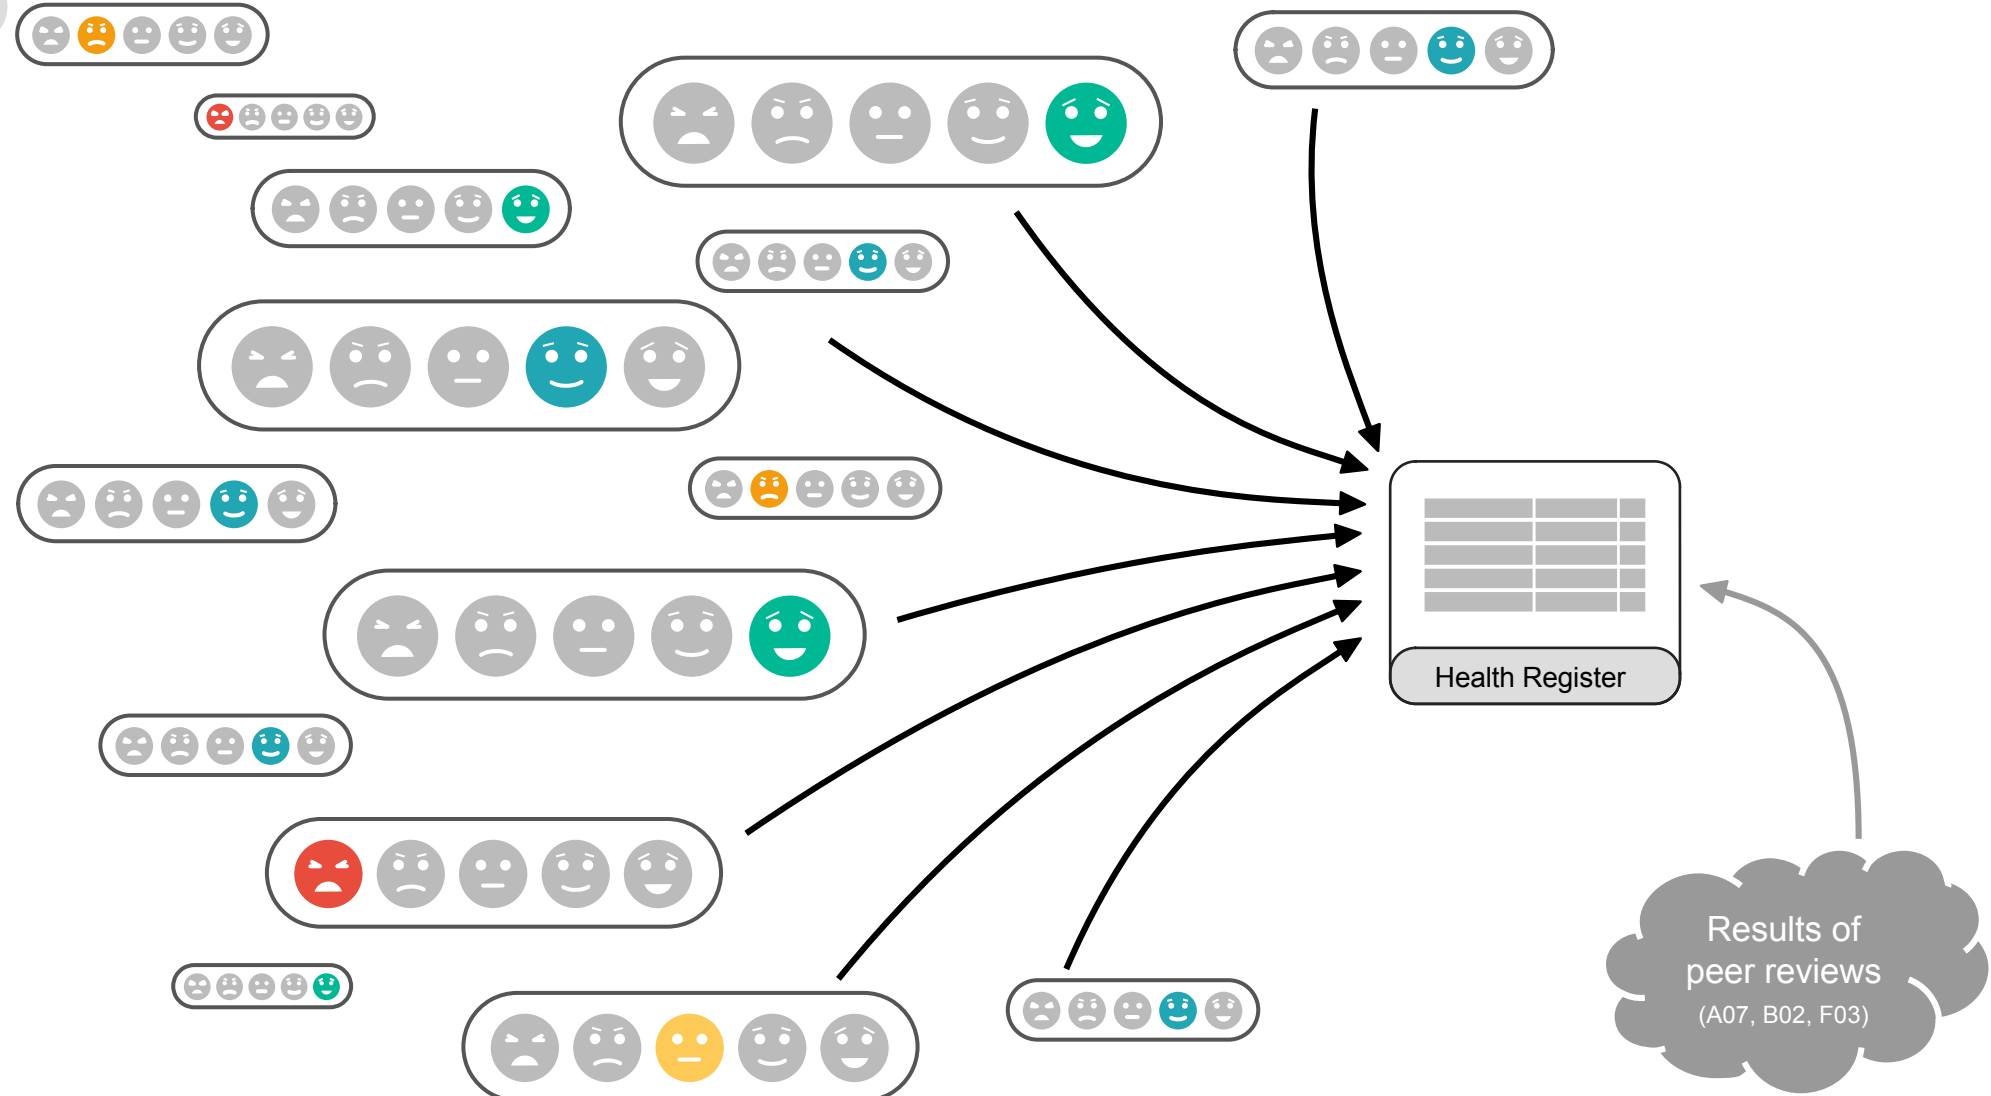 Health Register
Results of
peer reviews
(A07, B02, F03)